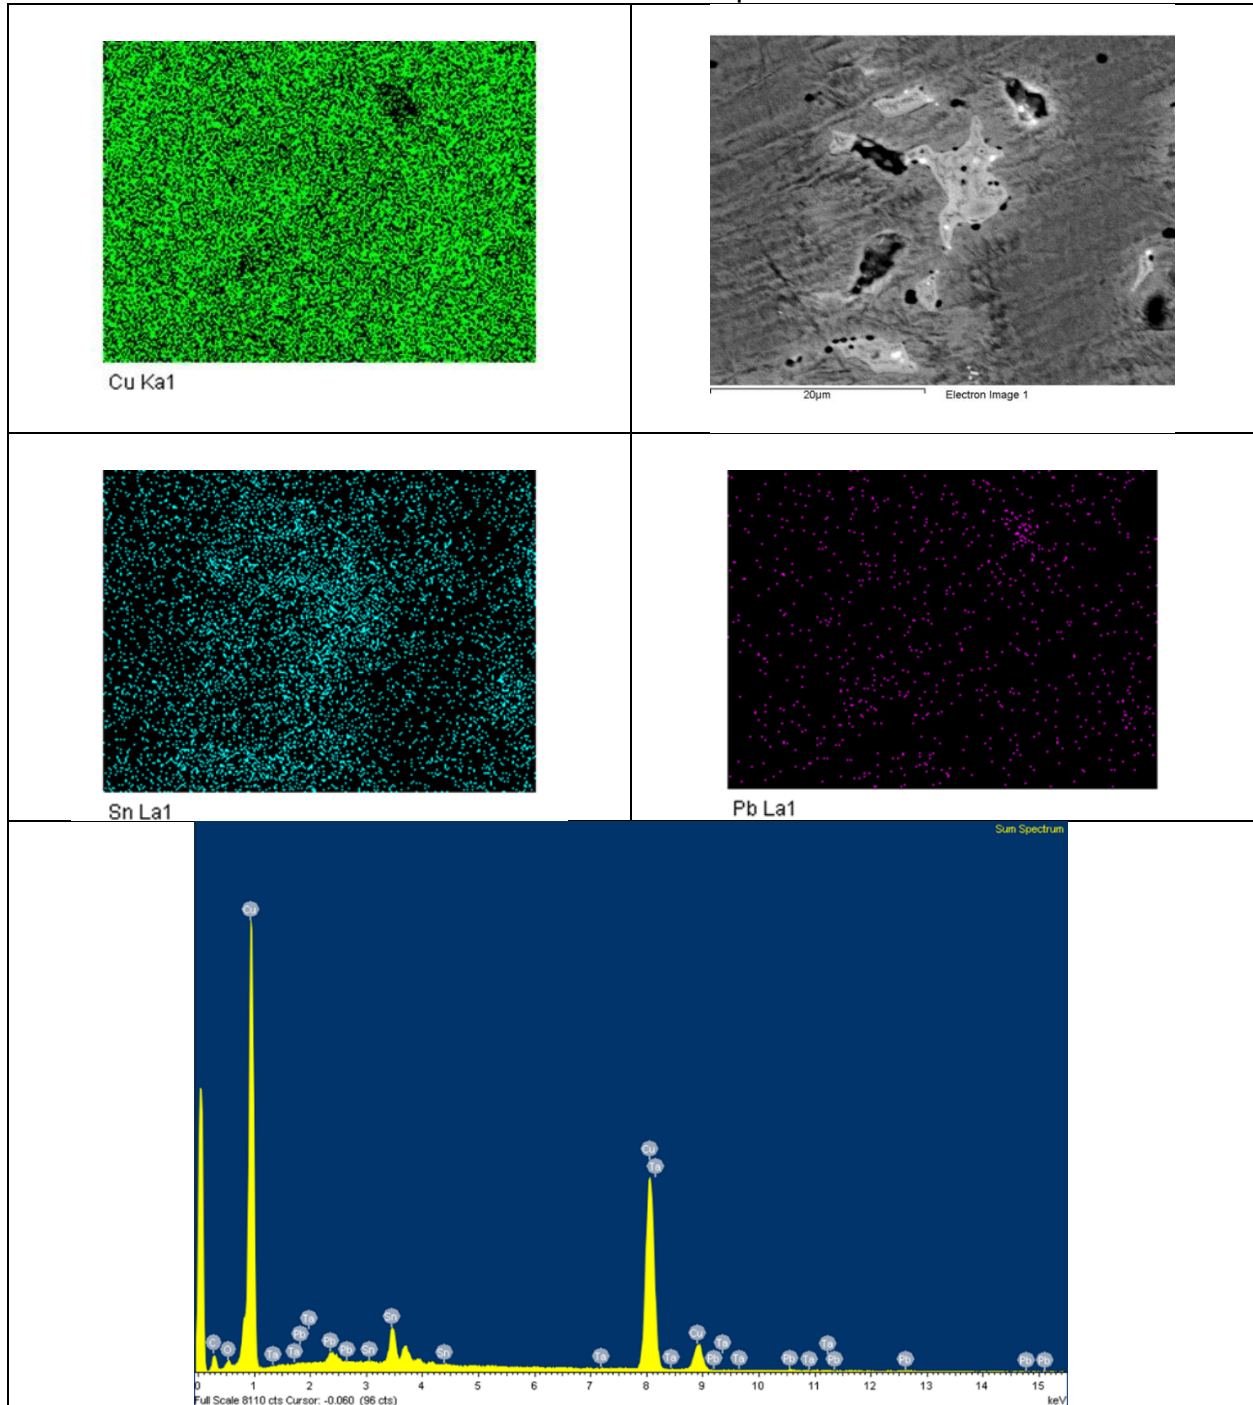 Cu Ka1
20µm
Electron Image 1
Sn La1
Pb La1
Sum Spectrum
Cu
Cu
Ta
Ta
Sn
C
O
Ta
Ta
Pb
Pb
Pb
Sn
Sn
Ta
Ta
Cu
Pb
Ta
Ta
Pb
Ta
Ta
Pb
Pb
Pb
Pb
0 1 2 3 4 5 6 7 8 9 10 11 12 13 14 15
Full Scale 8110 cts Cursor: -0.060 (96 cts)
keV